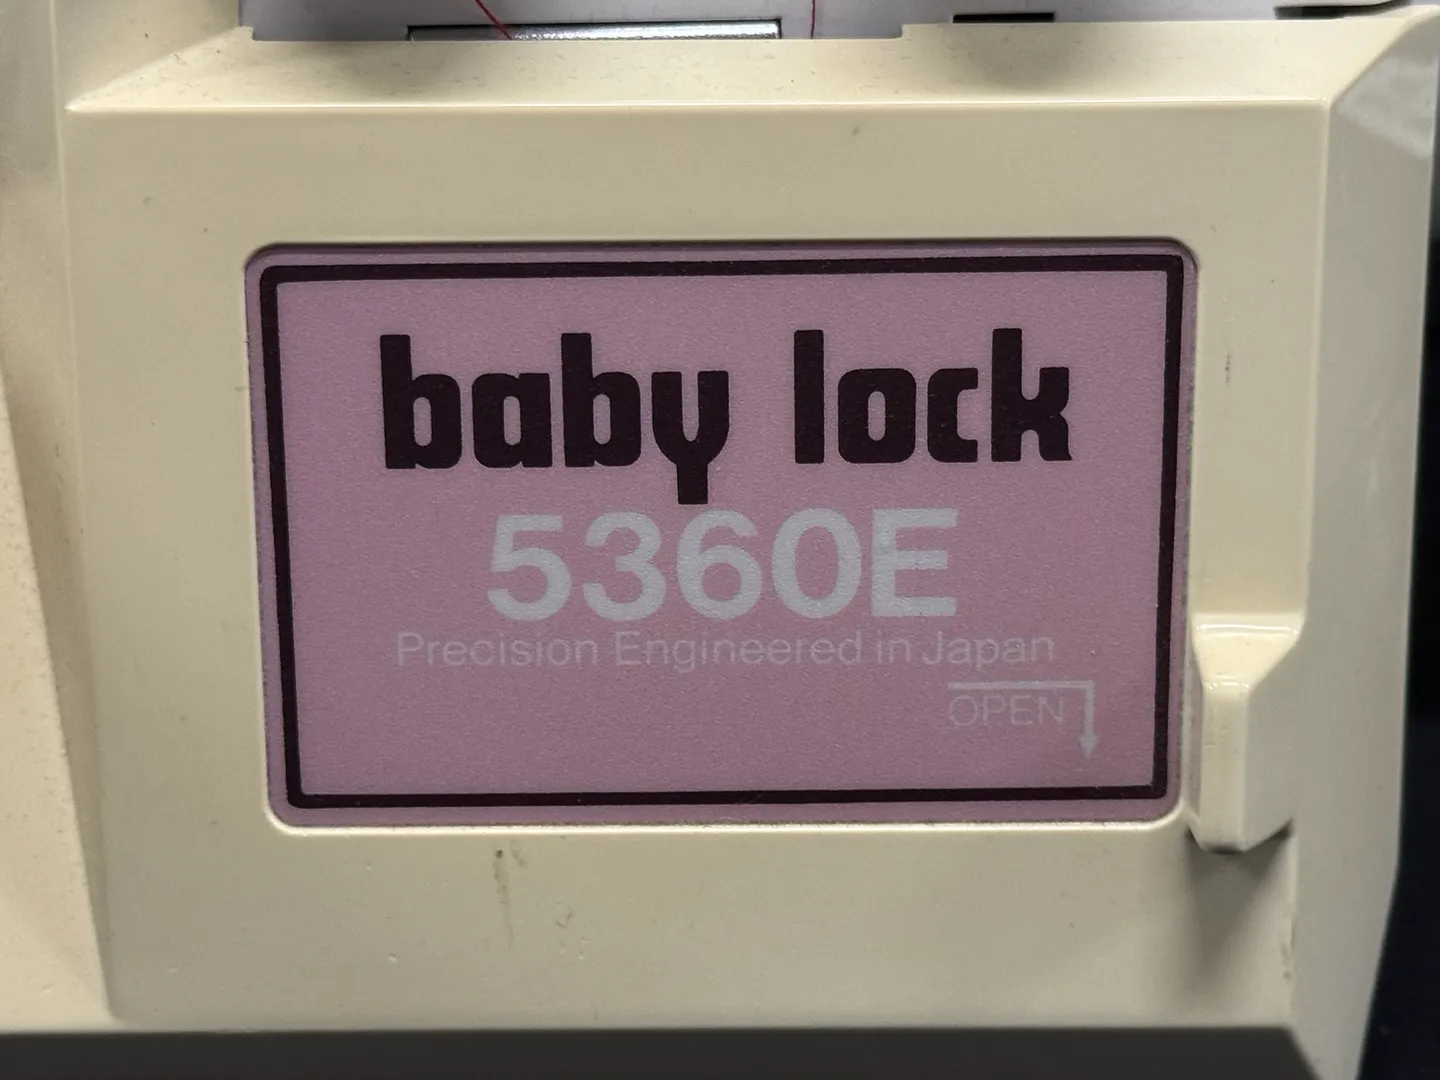 baby lock
5360E
Precision Engineered in Japan
OPEN